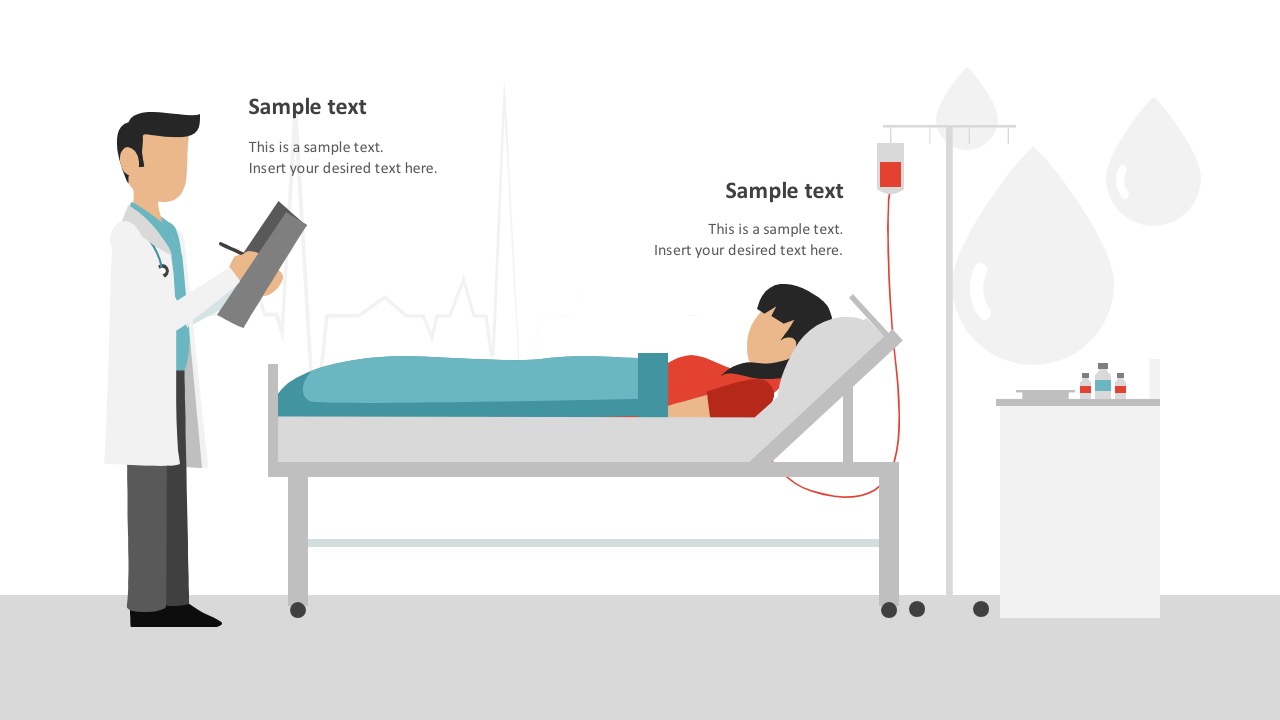 Sample text
This is a sample text.
Insert your desired text here.
Sample text
This is a sample text.
Insert your desired text here.